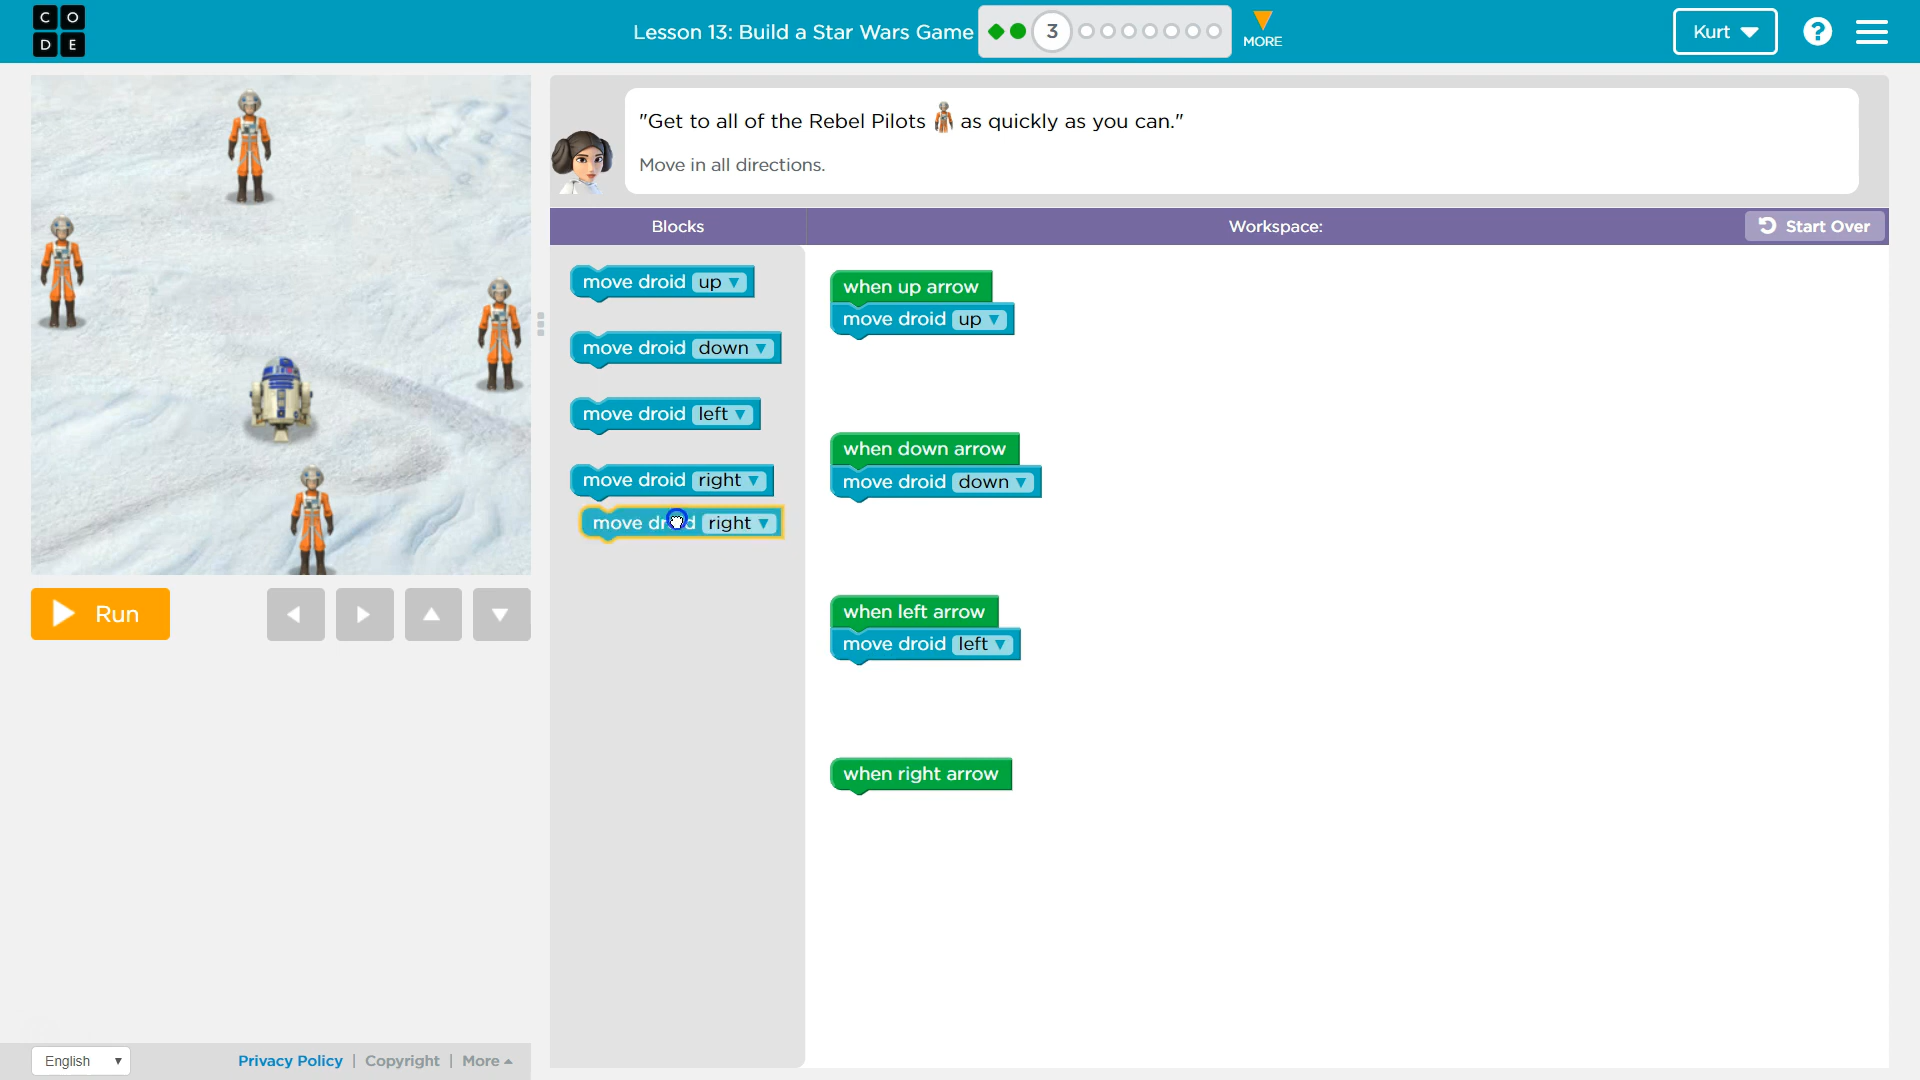 C O
D E
Lesson 13: Build a Star Wars Game
3
MORE
Kurt
?
"Get to all of the Rebel Pilots as quickly as you can."
Move in all directions.
Blocks
Workspace:
Start Over
move droid up
move droid down
move droid left
move droid right
move droid right
when up arrow
move droid up
when down arrow
move droid down
when left arrow
move droid left
when right arrow
Run
English
Privacy Policy | Copyright | More